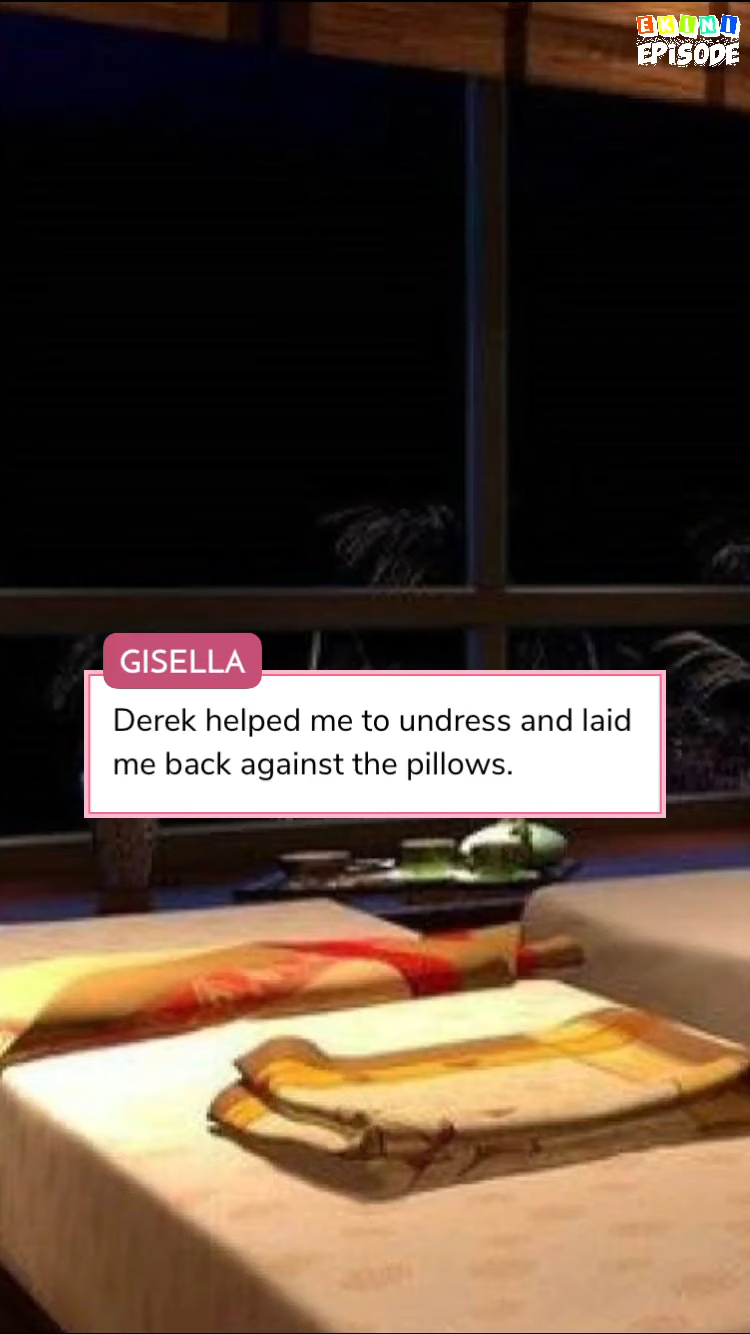 EKINI
EPISODE
GISELLA
Derek helped me to undress and laid
me back against the pillows.